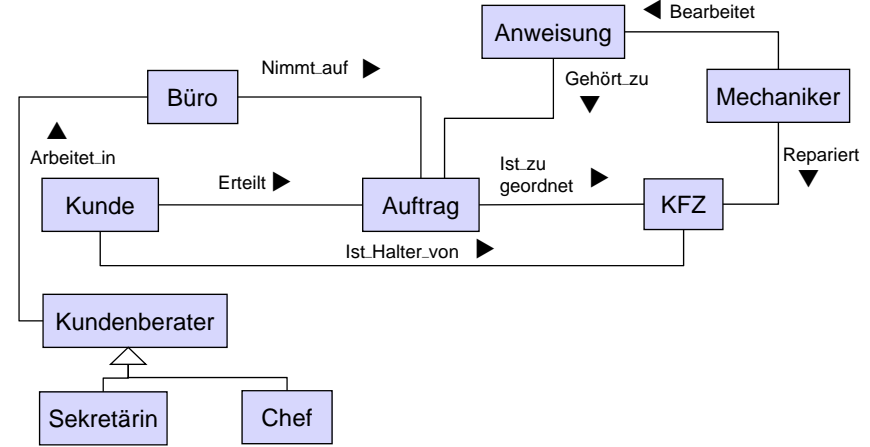 Bearbeitet
Anweisung
Nimmt_auf
Gehört_zu
Büro
Mechaniker
Arbeitet_in
Repariert
Ist_zu
geordnet
Erteilt
Kunde
Auftrag
KFZ
Ist_Halter_von
Kundenberater
Sekretärin
Chef